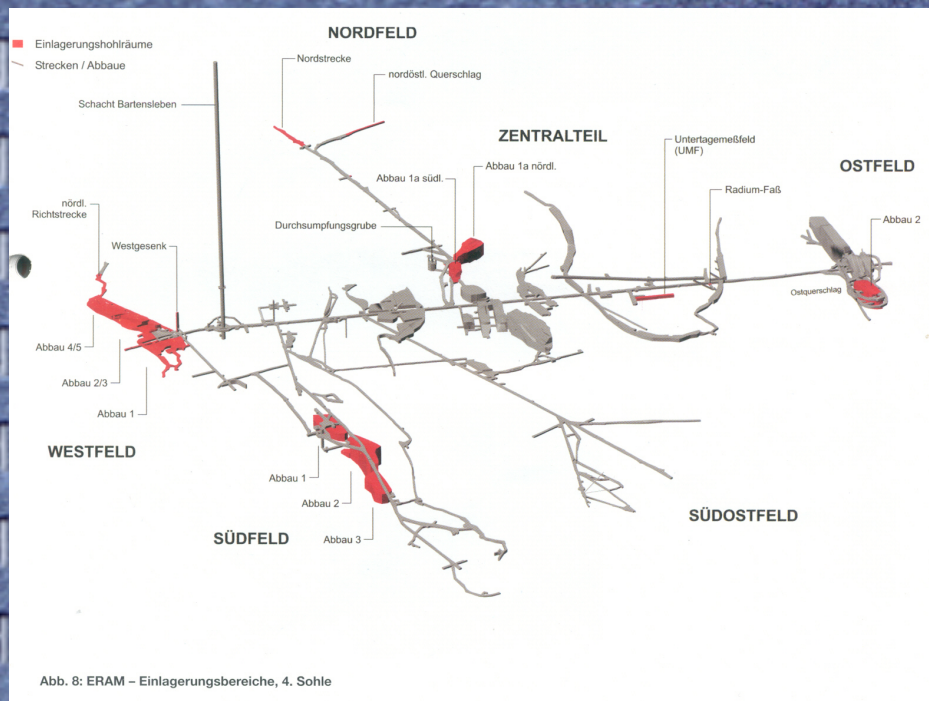 NORDFELD
Einlagerungshohlräume
Strecken / Abbaue
Nordstrecke
nordöstl. Querschlag
Schacht Bartensleben
ZENTRALTEIL
Untertagemeßfeld
(UMF)
OSTFELD
Abbau 1a nördl.
Abbau 1a südl.
Radium-Faß
nördl.
Richtstrecke
Durchsumpfungsgrube
Abbau 2
Westgesenk
Ostquerschlag
Abbau 4/5
Abbau 2/3
Abbau 1
WESTFELD
Abbau 1
Abbau 2
Abbau 3
SÜDFELD
SÜDOSTFELD
Abb. 8: ERAM – Einlagerungsbereiche, 4. Sohle